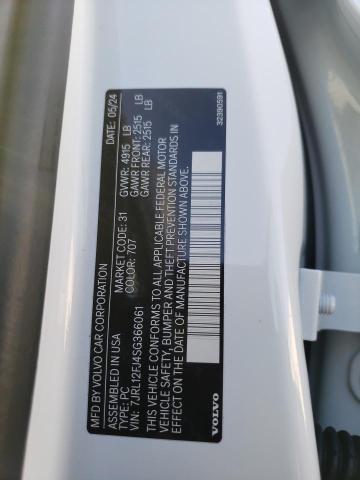 MFD BY VOLVO CAR CORPORATION
DATE: 05/24
ASSEMBLED IN USA
GVWR: 4915 LB
TYPE: PC
MARKET CODE: 31
GAWR FRONT: 2515 LB
VIN: 7JRL12FJ4SG366061
COLOR: 707
GAWR REAR: 2515 LB
THIS VEHICLE CONFORMS TO ALL APPLICABLE FEDERAL MOTOR
VEHICLE SAFETY, BUMPER AND THEFT PREVENTION STANDARDS IN
EFFECT ON THE DATE OF MANUFACTURE SHOWN ABOVE.
VOLVO
32390591